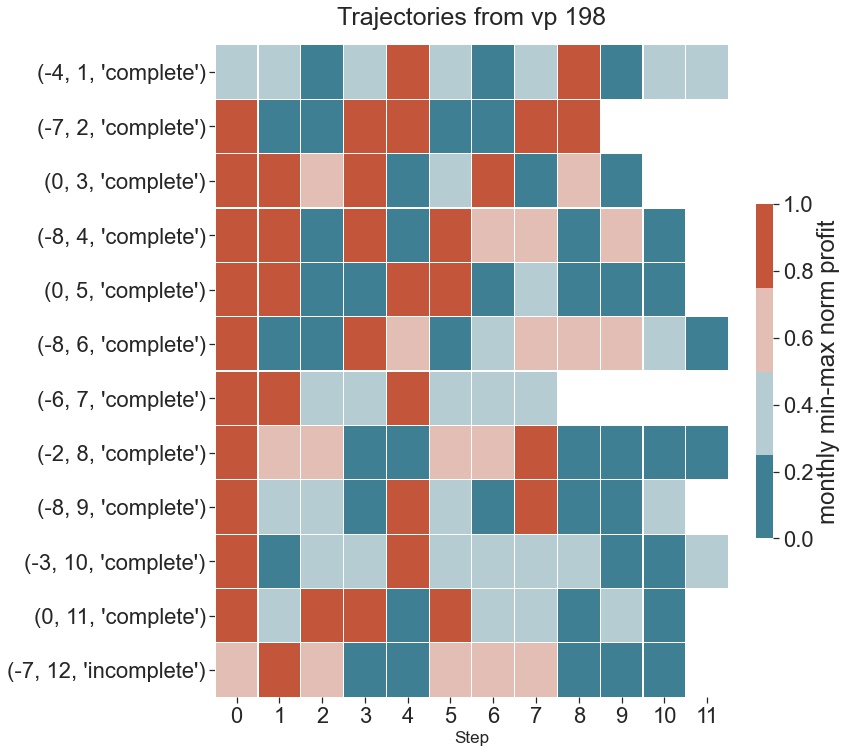 Trajectories from vp 198
(-4, 1, 'complete')
(-7, 2, 'complete')
(0, 3, 'complete')
(-8, 4, 'complete')
(0, 5, 'complete')
(-8, 6, 'complete')
(-6, 7, 'complete')
(-2, 8, 'complete')
(-8, 9, 'complete')
(-3, 10, 'complete')
(0, 11, 'complete')
(-7, 12, 'incomplete')
0 1 2 3 4 5 6 7 8 9 10 11
Step
1.0
0.8
0.6
0.4
0.2
0.0
monthly min-max norm profit